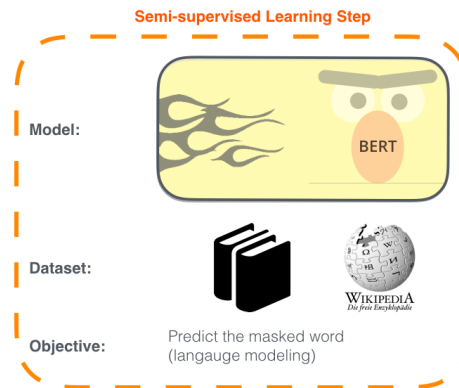 Semi-supervised Learning Step
Model:
BERT
Dataset:
WIKIPEDIA
Die freie Enzyklopädie
Objective:
Predict the masked word
(langauge modeling)